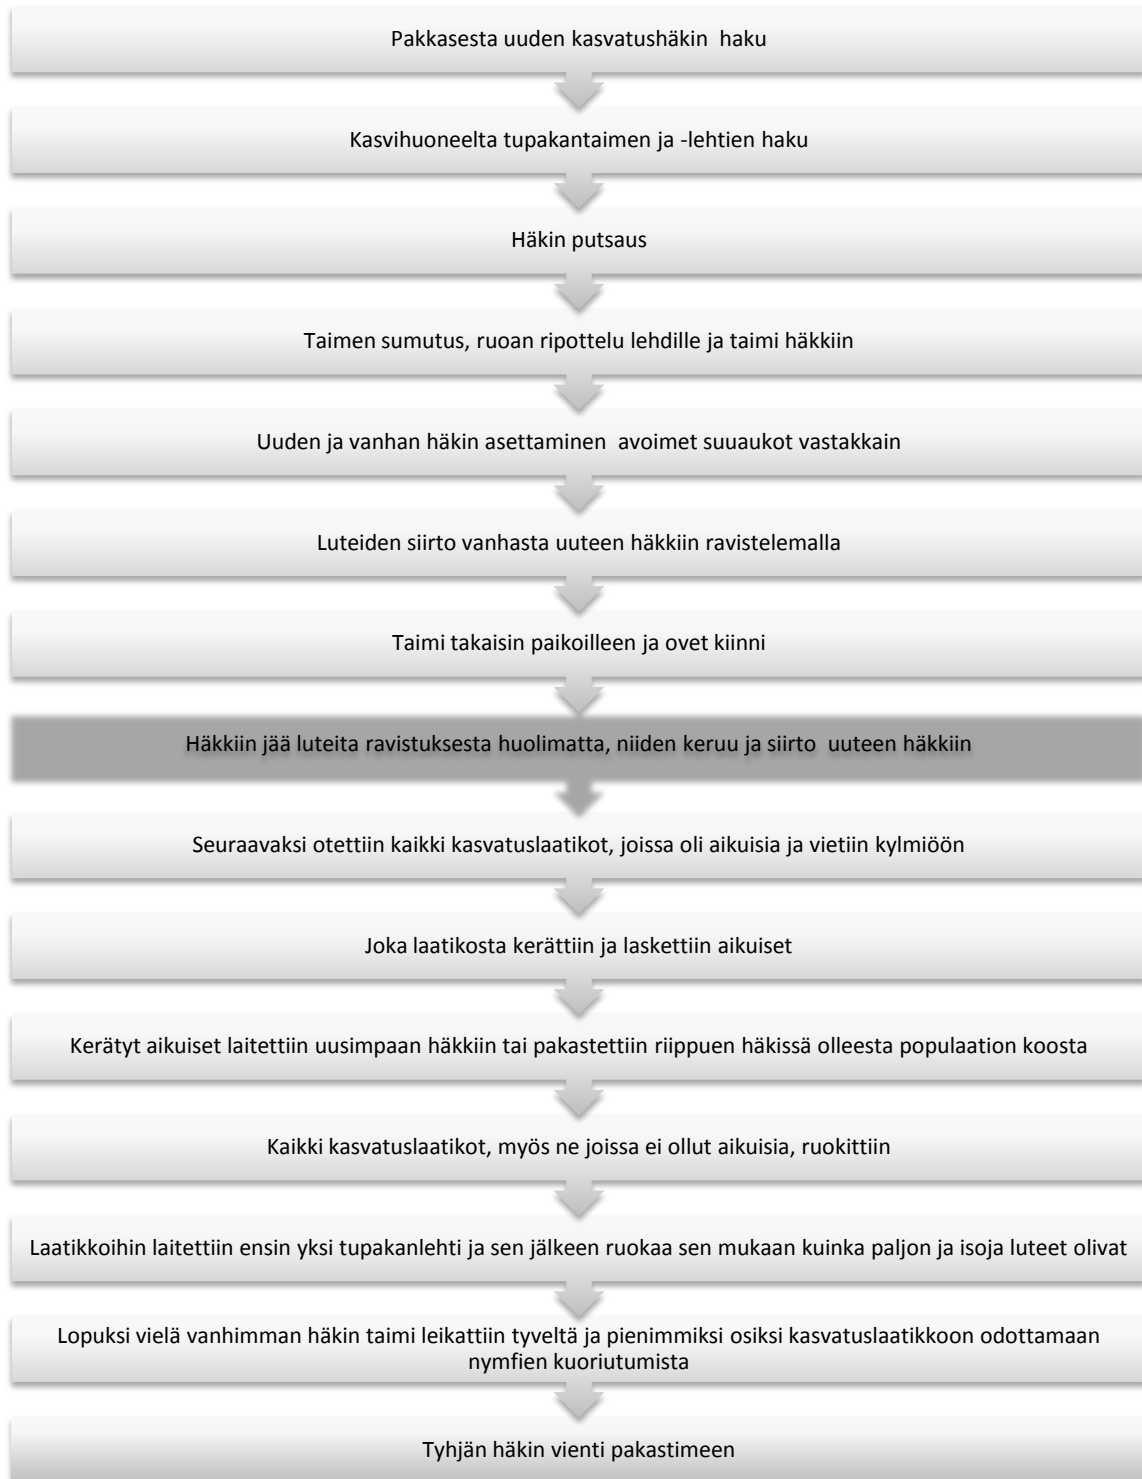 Pakkasesta uuden kasvatushäkin haku
Kasvihuoneelta tupakantaimen ja -lehtien haku
Häkin putsaus
Taimen sumutus, ruoan ripottelu lehdille ja taimi häkkiin
Uuden ja vanhan häkin asettaminen avoimet suuaukot vastakkain
Luteiden siirto vanhasta uuteen häkkiin ravistelemalla
Taimi takaisin paikoilleen ja ovet kiinni
Häkkiin jää luteita ravistuksesta huolimatta, niiden keruu ja siirto uuteen häkkiin
Seuraavaksi otettiin kaikki kasvatuslaatikot, joissa oli aikuisia ja vietiin kylmiöön
Joka laatikosta kerättiin ja laskettiin aikuiset
Kerätyt aikuiset laitettiin uusimpaan häkkiin tai pakastettiin riippuen häkissä olleesta populaation koosta
Kaikki kasvatuslaatikot, myös ne joissa ei ollut aikuisia, ruokittiin
Laatikkoihin laitettiin ensin yksi tupakanlehti ja sen jälkeen ruokaa sen mukaan kuinka paljon ja isoja luteet olivat
Lopuksi vielä vanhimman häkin taimi leikattiin tyveltä ja pienimmiksi osiksi kasvatuslaatikkoon odottamaan
nymfien kuoriutumista
Tyhjän häkin vienti pakastimeen